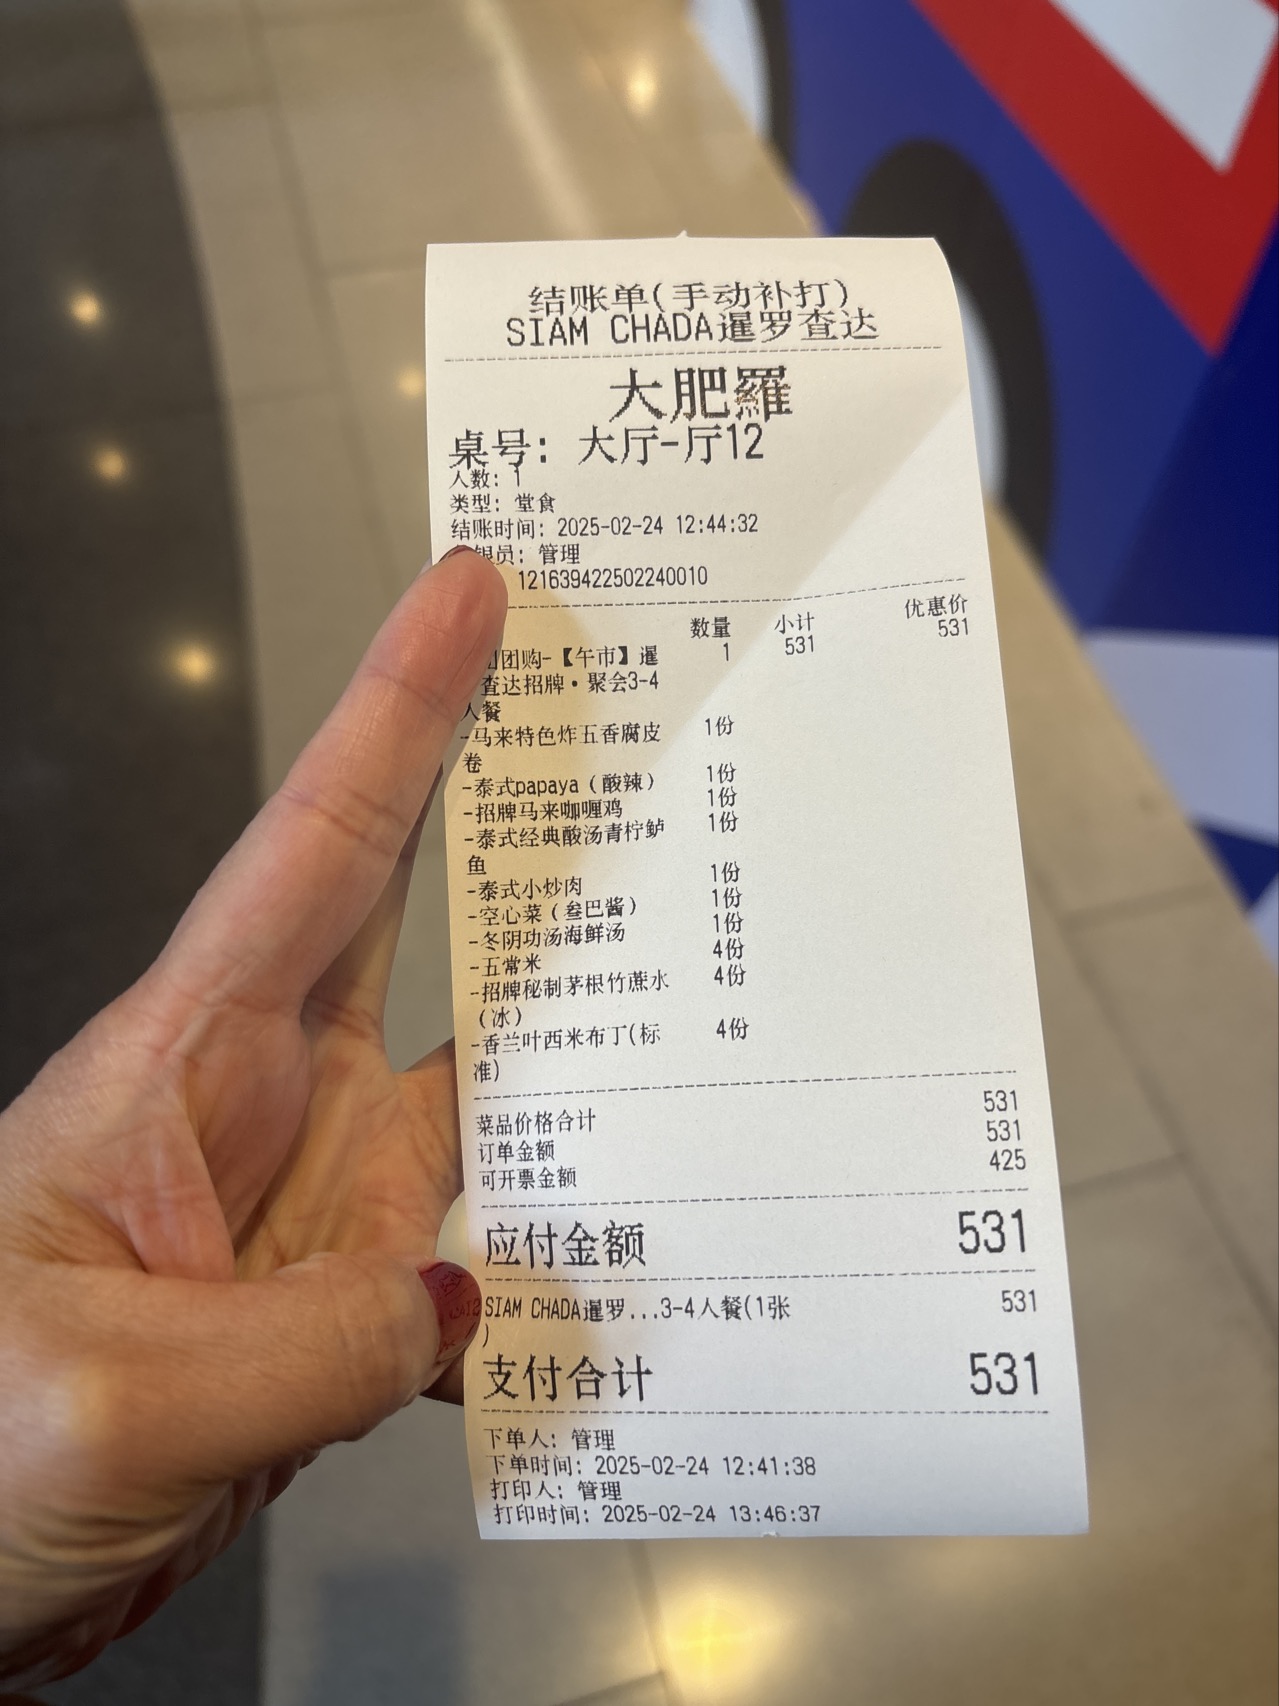 结账单(手动补打)
SIAM CHADA暹罗查达
大肥羅
桌号: 大厅-厅12
人数: 1
类型: 堂食
结账时间: 2025-02-24 12:44:32
银员: 管理
121639422502240010
数量 小计 优惠价
团购-【午市】暹 1 531 531
查达招牌·聚会3-4
人餐
-马来特色炸五香腐皮 1份
卷
-泰式papaya（酸辣） 1份
-招牌马来咖喱鸡 1份
-泰式经典酸汤青柠鲈 1份
鱼
-泰式小炒肉 1份
-空心菜（叁巴酱） 1份
-冬阴功汤海鲜汤 1份
-五常米 4份
-招牌秘制茅根竹蔗水 4份
（冰）
-香兰叶西米布丁(标 4份
准)
菜品价格合计 531
订单金额 531
可开票金额 425
应付金额 531
SIAM CHADA暹罗...3-4人餐(1张 531
)
支付合计 531
下单人: 管理
下单时间: 2025-02-24 12:41:38
打印人: 管理
打印时间: 2025-02-24 13:46:37